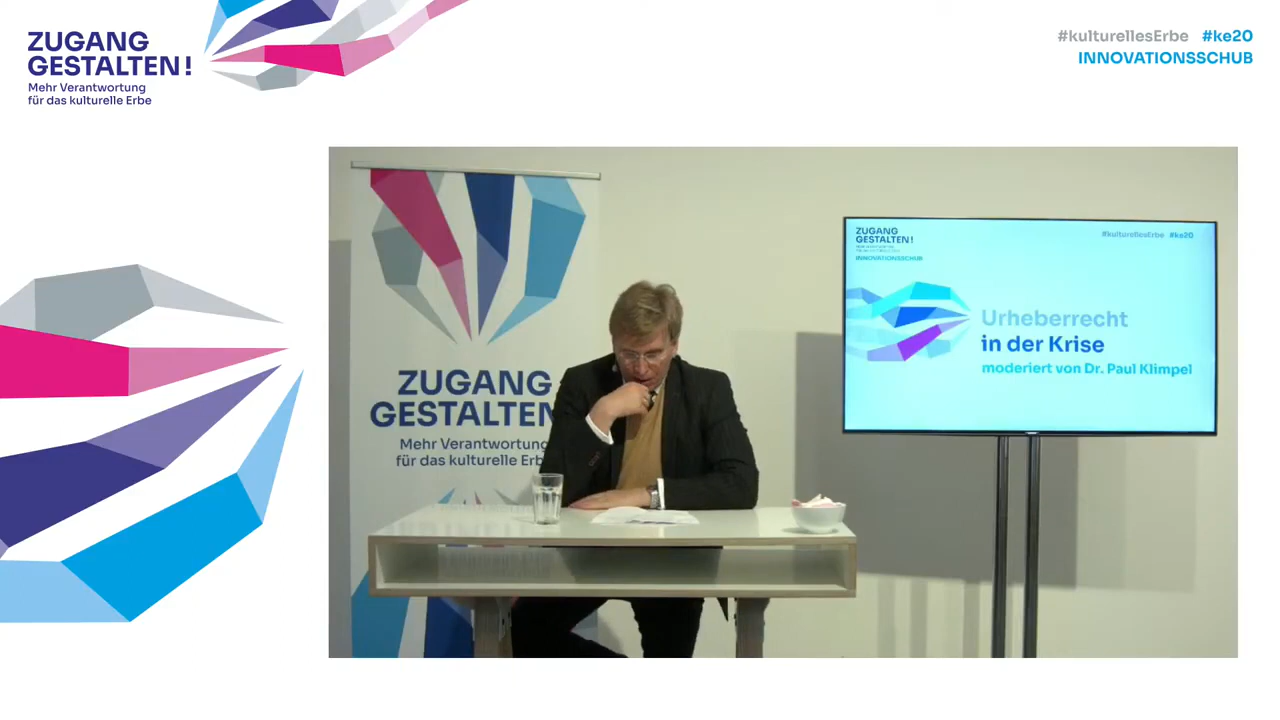 ZUGANG
GESTALTEN!
Mehr Verantwortung
für das kulturelle Erbe
#kulturellesErbe #ke20
INNOVATIONSSCHUB
ZUGANG
GESTALTEN
Mehr Verantwortung
für das kulturelle Erb
ZUGANG
GESTALTEN!
INNOVATIONSSCHUB
#kulturellesErbe #ke20
Urheberrecht
in der Krise
moderiert von Dr. Paul Klimpel